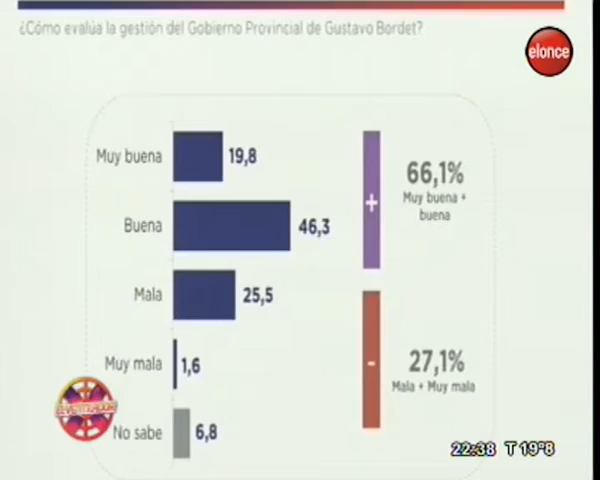 ¿Cómo evalúa la gestión del Gobierno Provincial de Gustavo Bordet?
elonce
Muy buena
19,8
Buena
46,3
Mala
25,5
Muy mala
1,6
No sabe
6,8
+
66,1%
Muy buena +
buena
-
27,1%
Mala + Muy mala
22:38 T 19°8